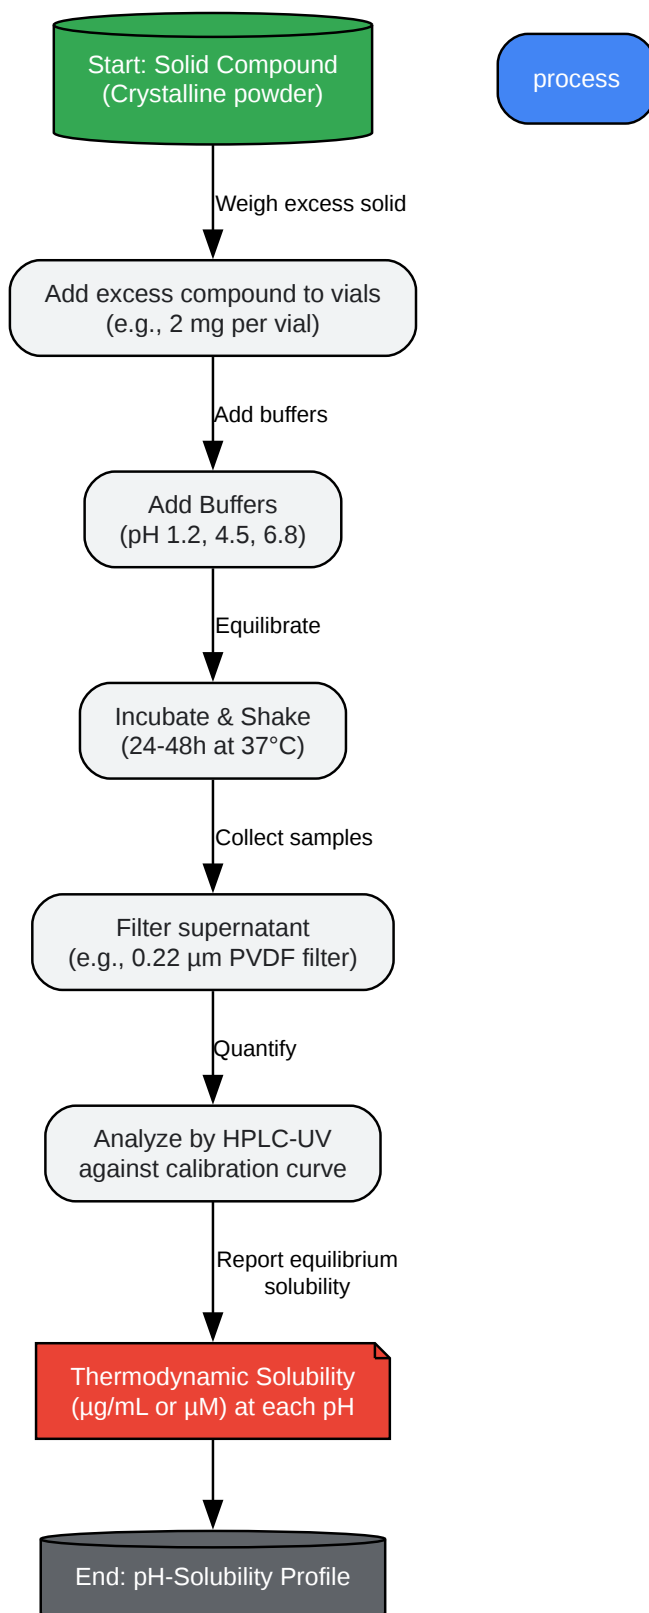 Start: Solid Compound
(Crystalline powder)
process
Weigh excess solid
Add excess compound to vials
(e.g., 2 mg per vial)
Add buffers
Add Buffers
(pH 1.2, 4.5, 6.8)
Equilibrate
Incubate & Shake
(24-48h at 37°C)
Collect samples
Filter supernatant
(e.g., 0.22 µm PVDF filter)
Quantify
Analyze by HPLC-UV
against calibration curve
Report equilibrium
solubility
Thermodynamic Solubility
(µg/mL or µM) at each pH
End: pH-Solubility Profile